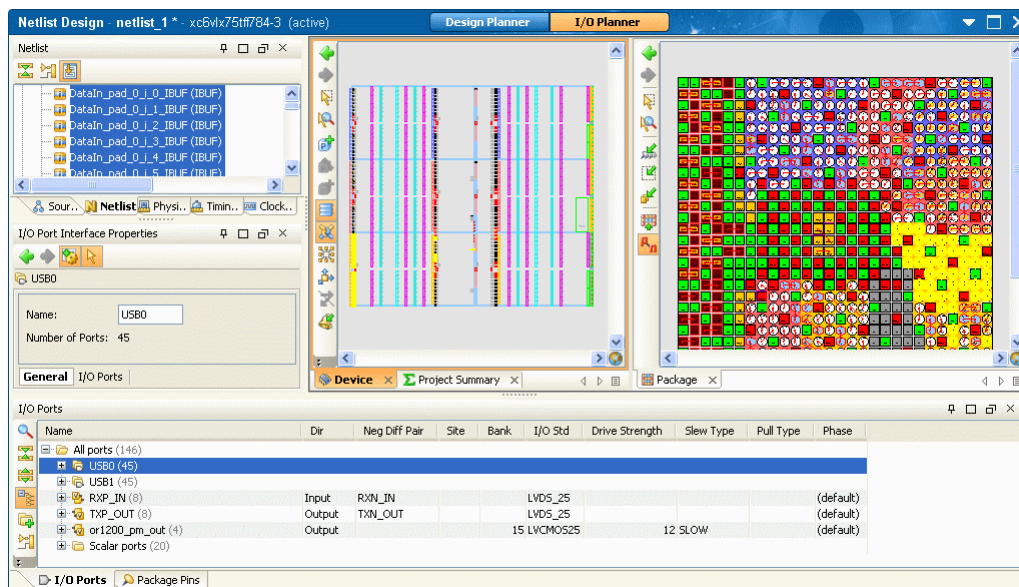 Netlist Design - netlist_1 * - xc6vlx75tff784-3 (active)
Design Planner
I/O Planner
Netlist
DataIn_pad_0_i_0_IBUF (IBUF)
DataIn_pad_0_i_1_IBUF (IBUF)
DataIn_pad_0_i_2_IBUF (IBUF)
DataIn_pad_0_i_3_IBUF (IBUF)
DataIn_pad_0_i_4_IBUF (IBUF)
DataIn_pad_0_i_5_IBUF (IBUF)
Sour.. Netlist Physi.. Timin.. Clock..
I/O Port Interface Properties
USB0
Name: USB0
Number of Ports: 45
General I/O Ports
Device Project Summary
Package
I/O Ports
Name Dir Neg Diff Pair Site Bank I/O Std Drive Strength Slew Type Pull Type Phase
All ports (146)
USB0 (45)
USB1 (45)
RXP_IN (8) Input RXN_IN LVDS_25 (default)
TXP_OUT (8) Output TXN_OUT LVDS_25 (default)
or1200_pm_out (4) Output 15 LVCMOS25 12 SLOW (default)
Scalar ports (20)
I/O Ports Package Pins